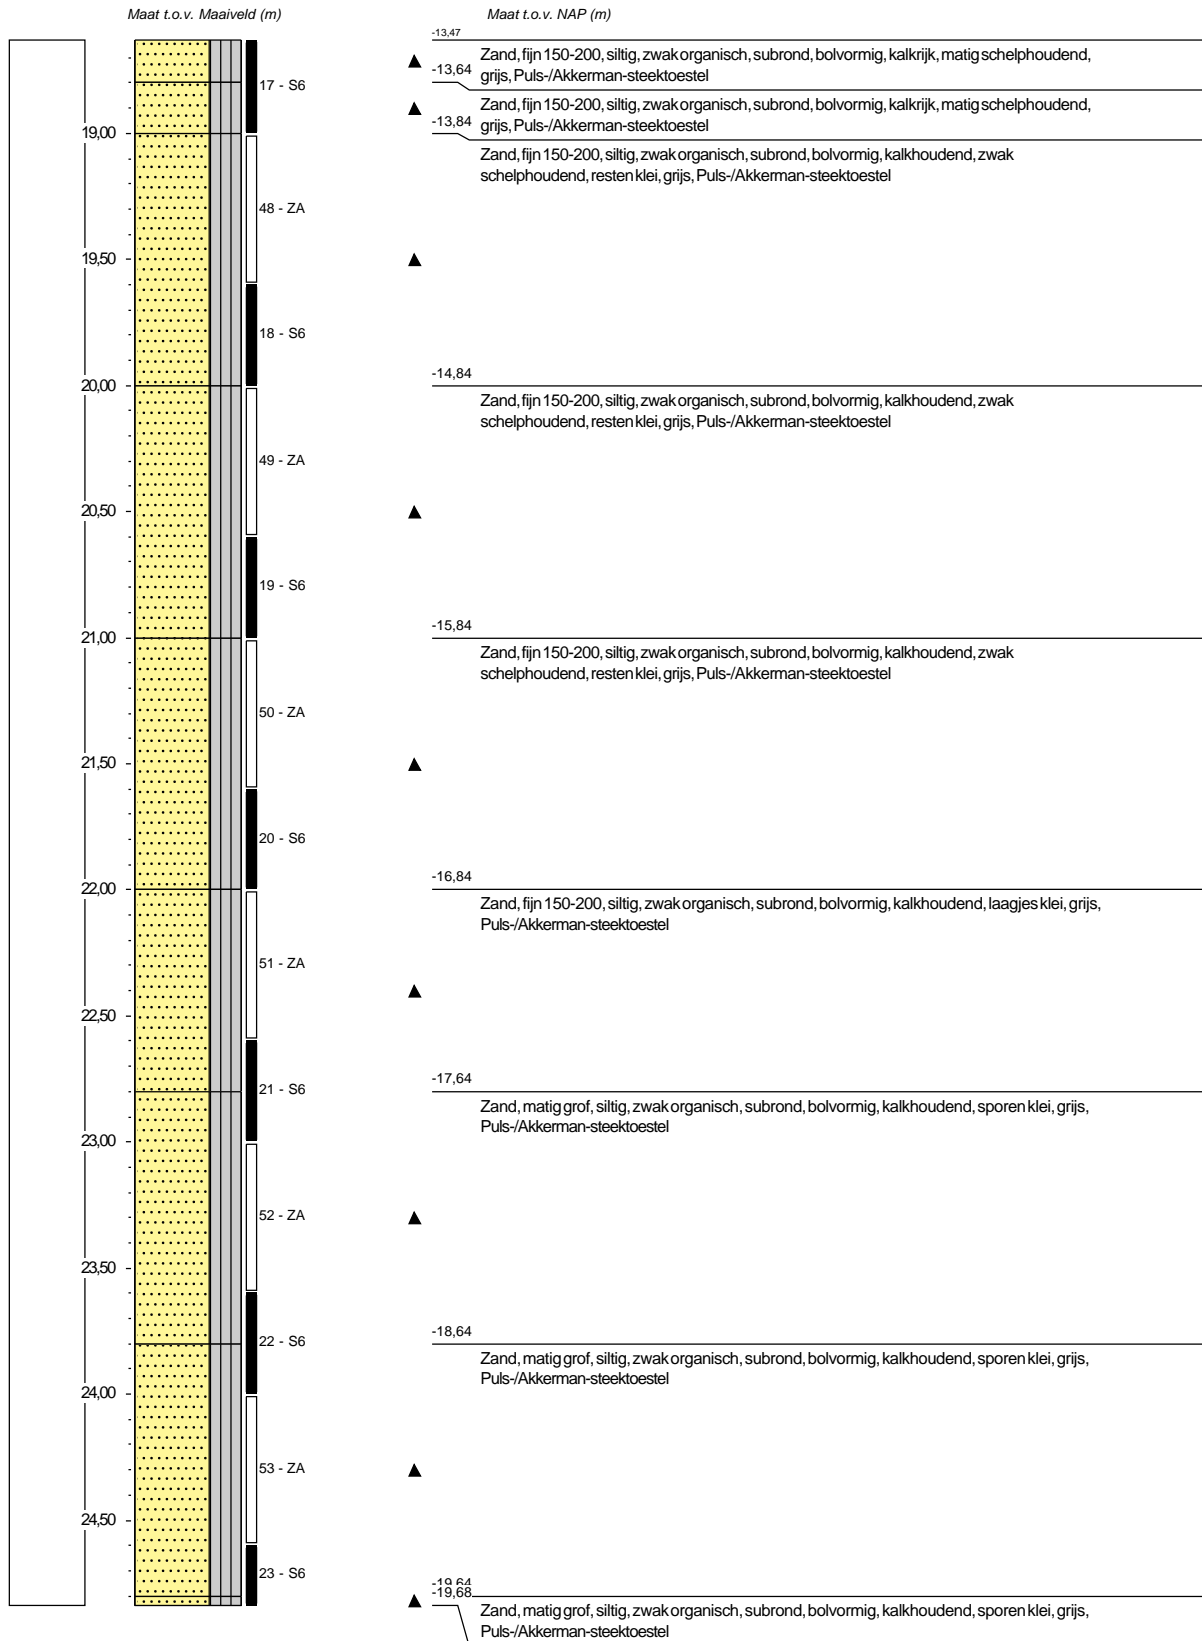 Maat t.o.v. Maaiveld (m)
Maat t.o.v. NAP (m)
-13,47
Zand, fijn 150-200, siltig, zwak organisch, subrond, bolvormig, kalkrijk, matig schelphoudend,
-13,64
grijs, Puls-/Akkerman-steektoestel
17 - S6
Zand, fijn 150-200, siltig, zwak organisch, subrond, bolvormig, kalkrijk, matig schelphoudend,
-13,84
grijs, Puls-/Akkerman-steektoestel
19,00
Zand, fijn 150-200, siltig, zwak organisch, subrond, bolvormig, kalkhoudend, zwak
schelphoudend, resten klei, grijs, Puls-/Akkerman-steektoestel
48 - ZA
19,50
18 - S6
-14,84
20,00
Zand, fijn 150-200, siltig, zwak organisch, subrond, bolvormig, kalkhoudend, zwak
schelphoudend, resten klei, grijs, Puls-/Akkerman-steektoestel
49 - ZA
20,50
19 - S6
-15,84
21,00
Zand, fijn 150-200, siltig, zwak organisch, subrond, bolvormig, kalkhoudend, zwak
schelphoudend, resten klei, grijs, Puls-/Akkerman-steektoestel
50 - ZA
21,50
20 - S6
-16,84
22,00
Zand, fijn 150-200, siltig, zwak organisch, subrond, bolvormig, kalkhoudend, laagjes klei, grijs,
Puls-/Akkerman-steektoestel
51 - ZA
22,50
-17,64
21 - S6
Zand, matig grof, siltig, zwak organisch, subrond, bolvormig, kalkhoudend, sporen klei, grijs,
Puls-/Akkerman-steektoestel
23,00
52 - ZA
23,50
-18,64
22 - S6
Zand, matig grof, siltig, zwak organisch, subrond, bolvormig, kalkhoudend, sporen klei, grijs,
Puls-/Akkerman-steektoestel
24,00
53 - ZA
24,50
23 - S6
-19,64
-19,68
Zand, matig grof, siltig, zwak organisch, subrond, bolvormig, kalkhoudend, sporen klei, grijs,
Puls-/Akkerman-steektoestel